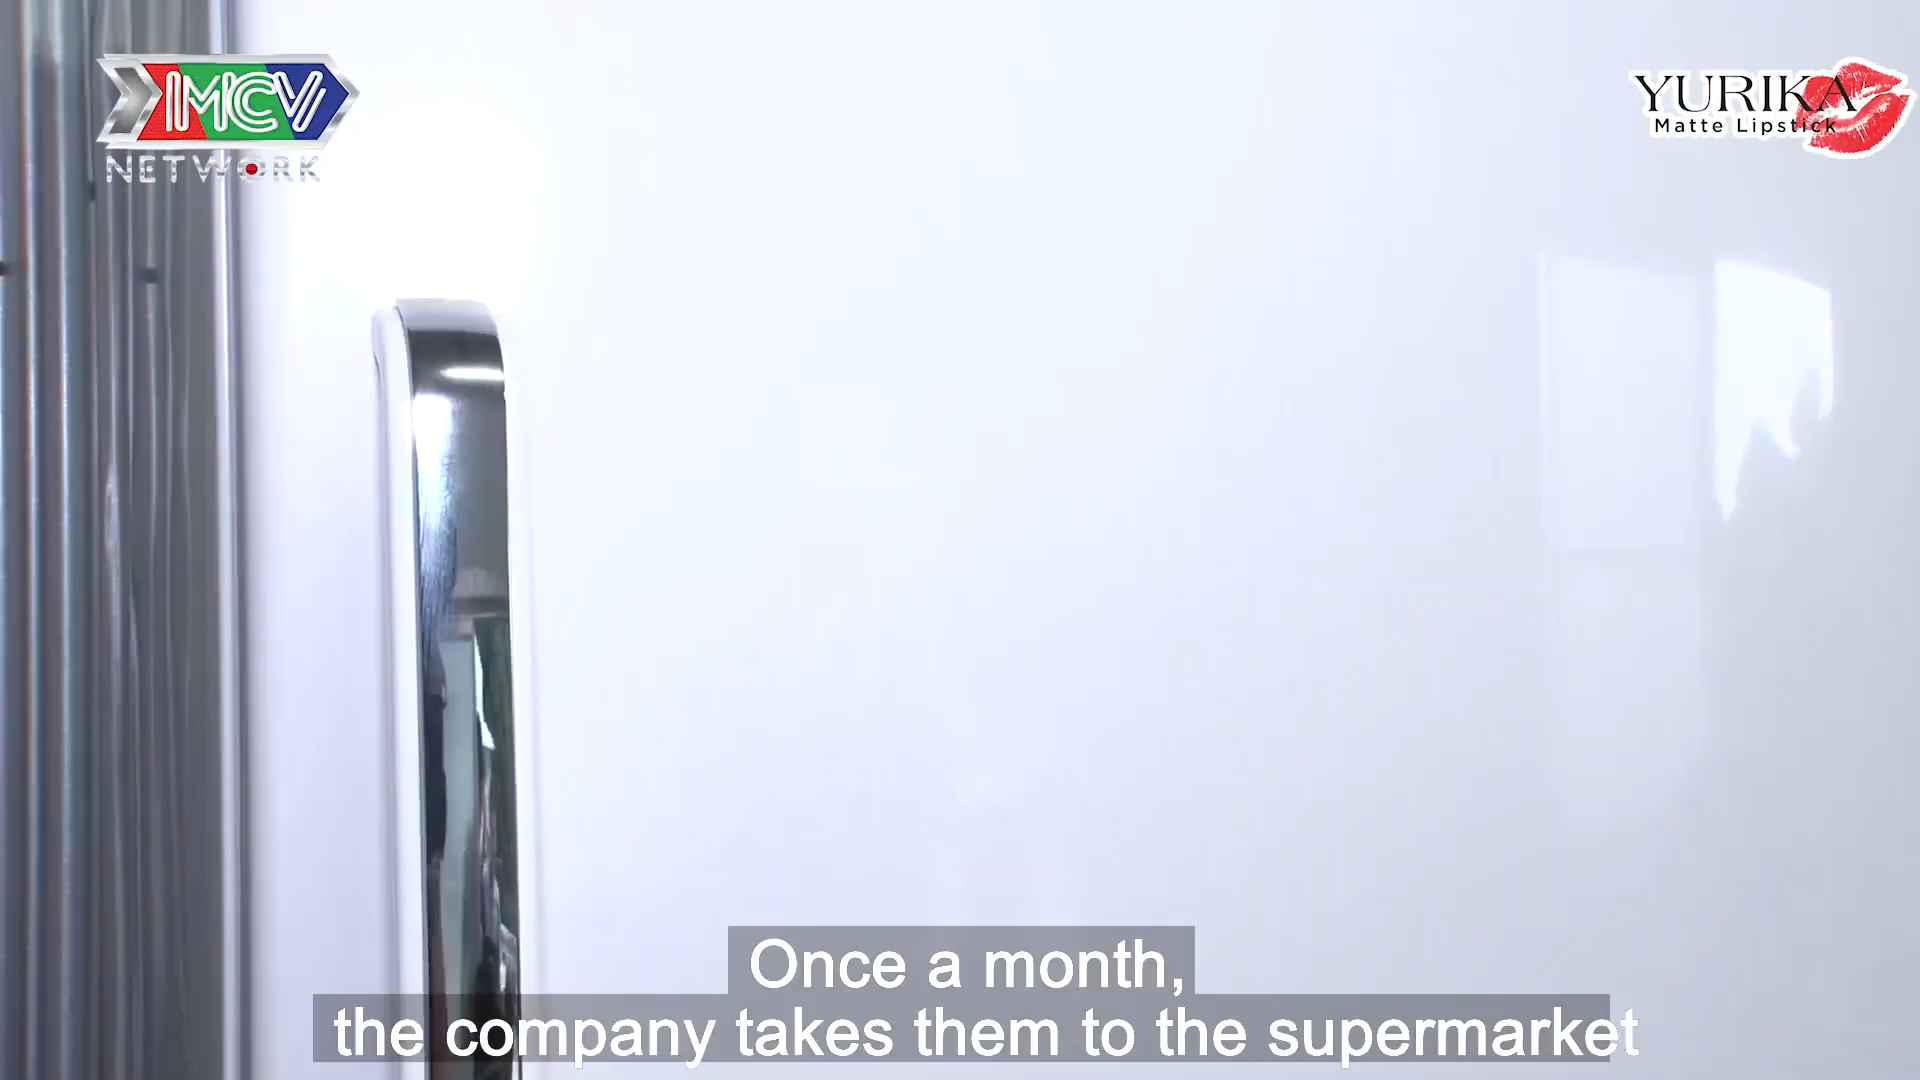 MCV
NETWORK
YURIKA
Matte Lipstick
Once a month,
the company takes them to the supermarket